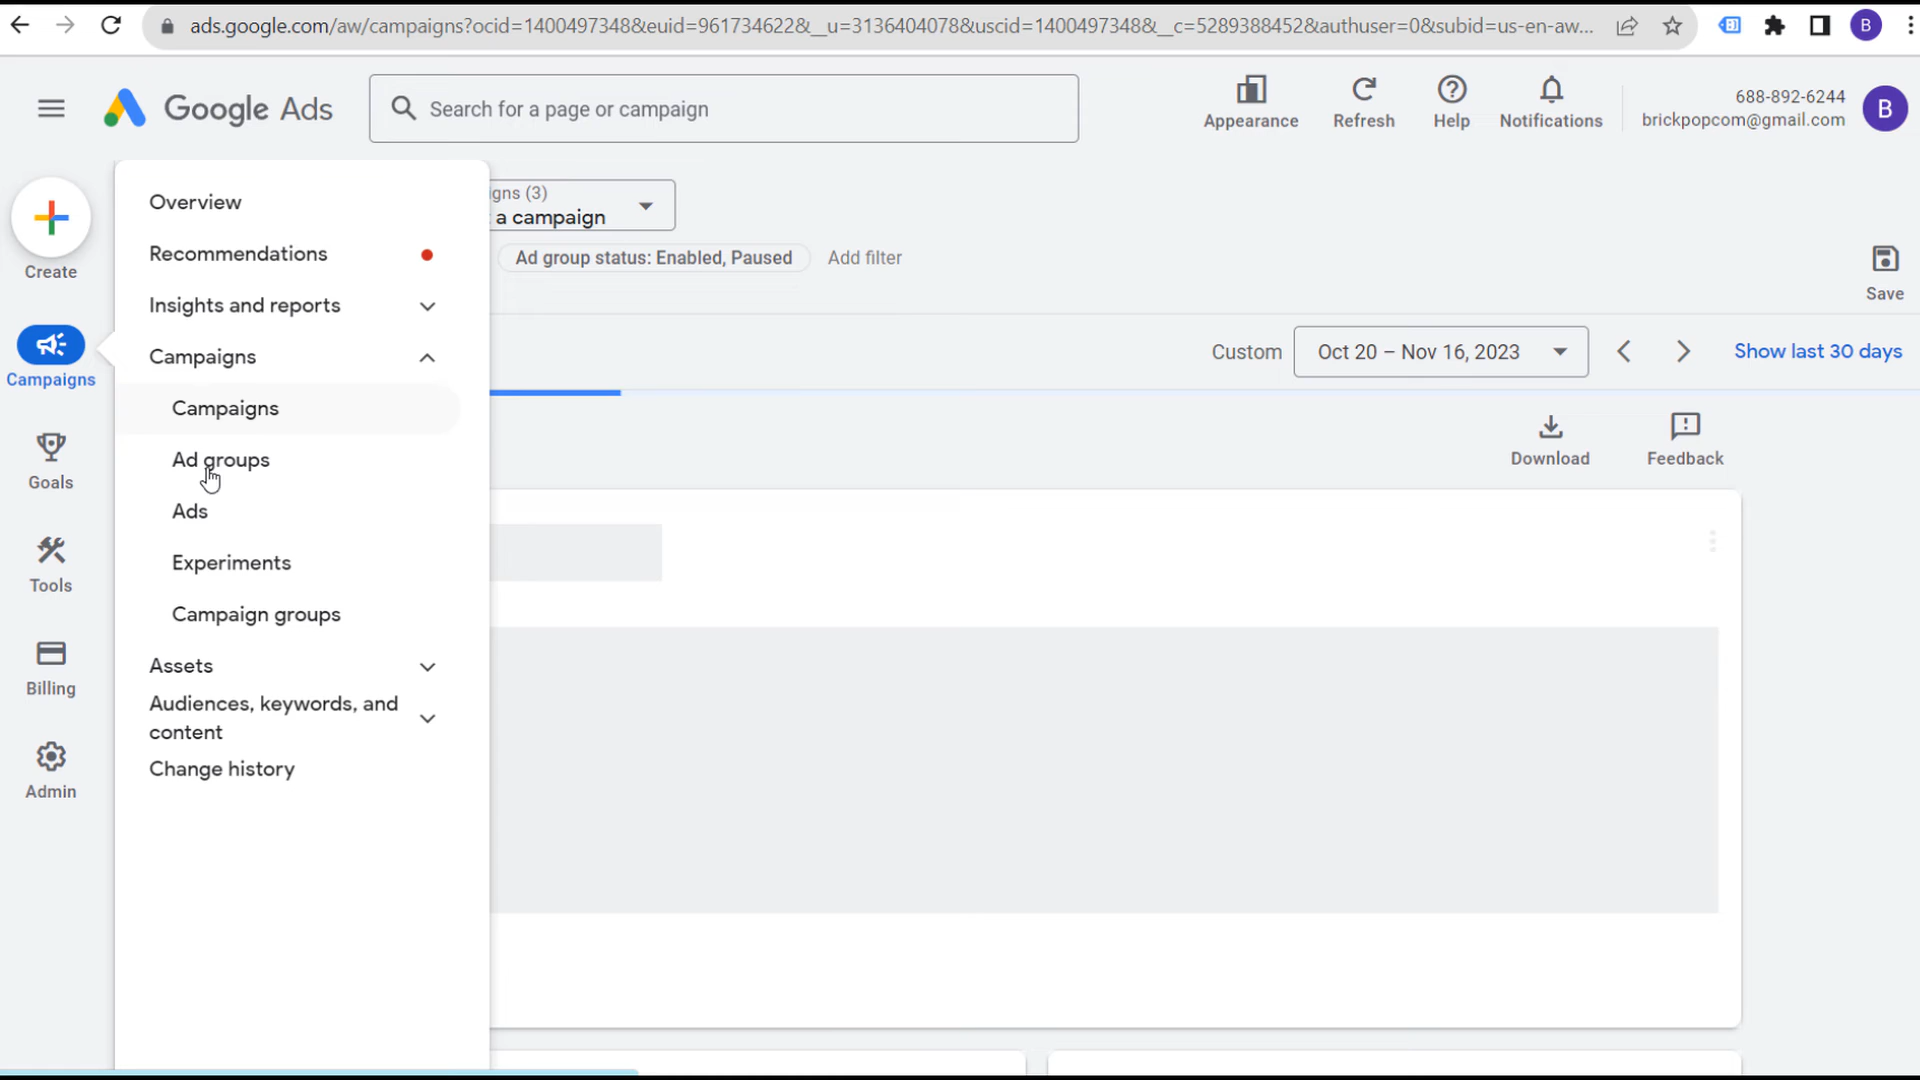 ads.google.com/aw/campaigns?ocid=1400497348&euid=961734622&__u=3136404078&uscid=1400497348&__c=5289388452&authuser=0&subid=us-en-aw...
B
Google Ads
Search for a page or campaign
Appearance
Refresh
Help
Notifications
688-892-6244
brickpopcom@gmail.com
B
Create
Campaigns
Goals
Tools
Billing
Admin
Overview
Recommendations
Insights and reports
Campaigns
Campaigns
Ad groups
Ads
Experiments
Campaign groups
Assets
Audiences, keywords, and
content
Change history
igns (3)
a campaign
Ad group status: Enabled, Paused
Add filter
Save
Custom
Oct 20 – Nov 16, 2023
Show last 30 days
Download
Feedback